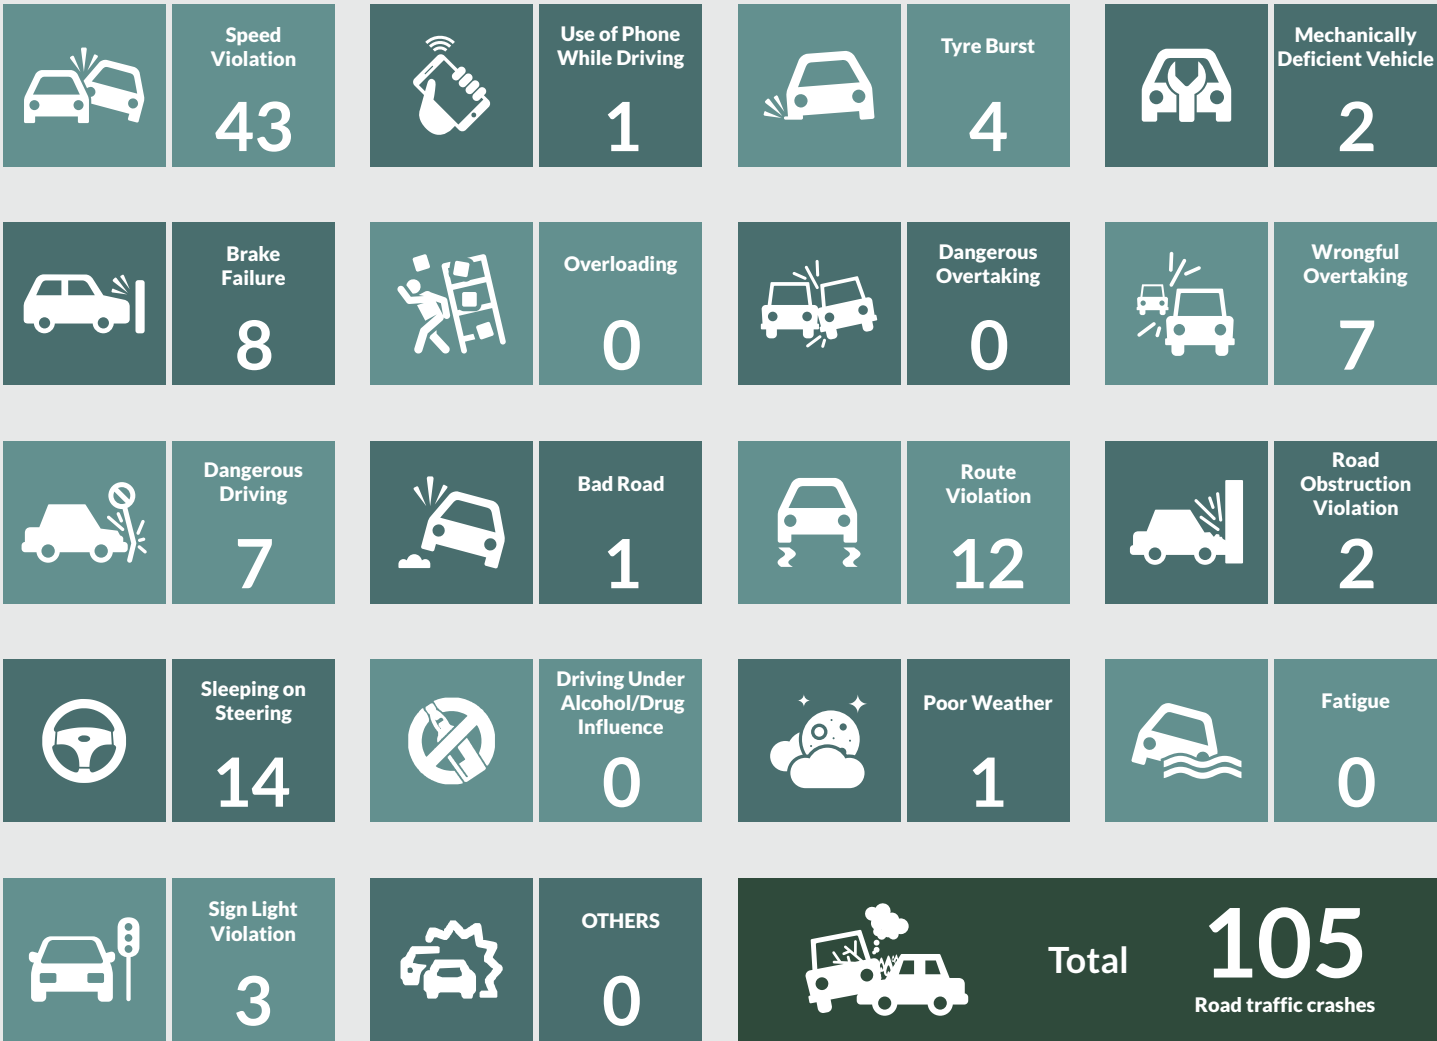 Speed
Violation
43
Use of Phone
While Driving
1
Tyre Burst
4
Mechanically
Deficient Vehicle
2
Brake
Failure
8
Overloading
0
Dangerous
Overtaking
0
Wrongful
Overtaking
7
Dangerous
Driving
7
Bad Road
1
Route
Violation
12
Road
Obstruction
Violation
2
Sleeping on
Steering
14
Driving Under
Alcohol/Drug
Influence
0
Poor Weather
1
Fatigue
0
Sign Light
Violation
3
OTHERS
0
Total
105
Road traffic crashes